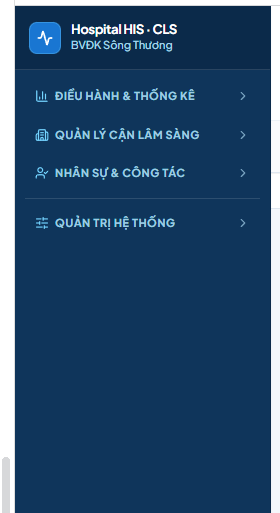 Hospital HIS · CLS
BVĐK Sông Thương
ĐIỀU HÀNH & THỐNG KÊ
QUẢN LÝ CẬN LÂM SÀNG
NHÂN SỰ & CÔNG TÁC
QUẢN TRỊ HỆ THỐNG